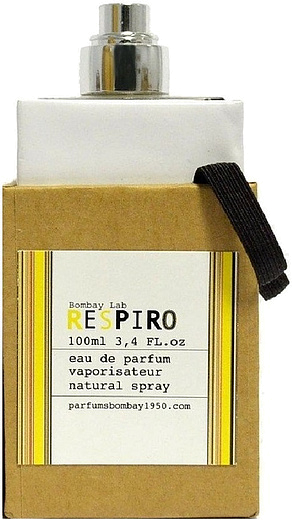 Bombay Lab
RESPIRO
100ml 3,4 FL.oz
eau de parfum
vaporisateur
natural spray
parfumsbombay1950.com